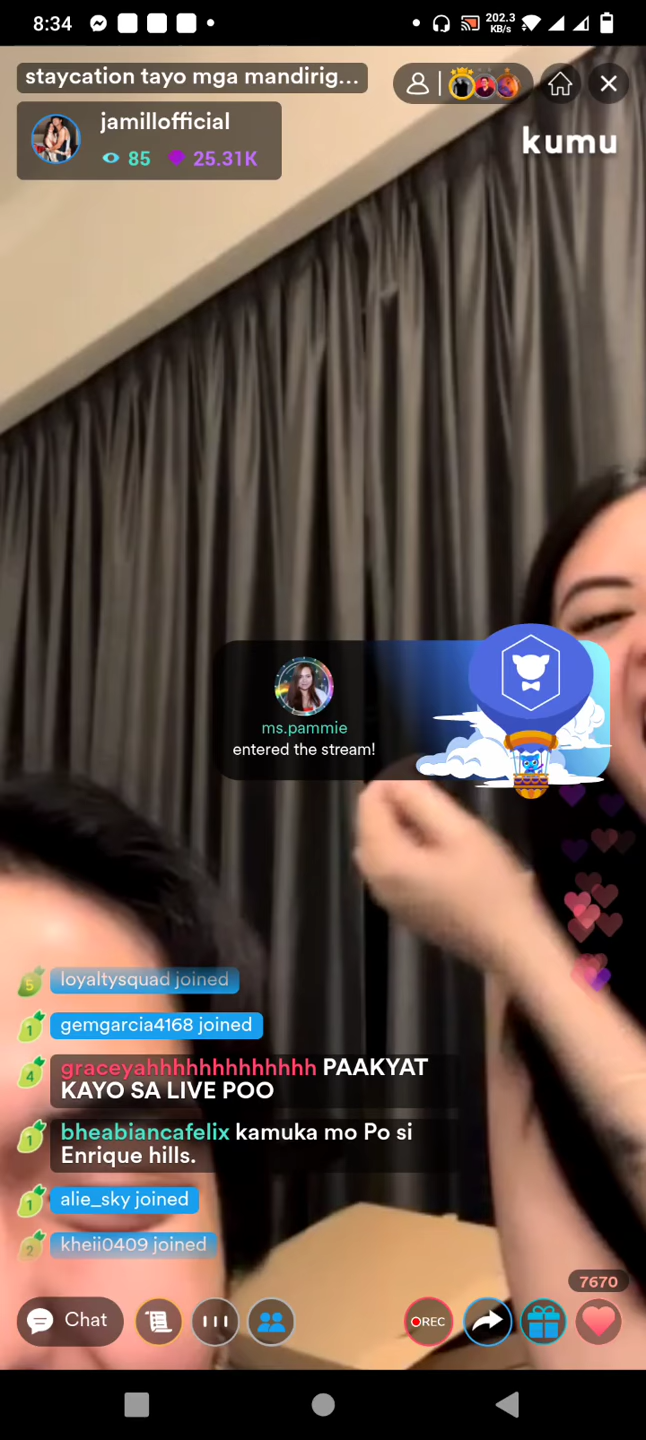 8:34
202.3
KB/s
staycation tayo mga mandirig...
jamillofficial
85 25.31K
kumu
ms.pammie
entered the stream!
5 loyaltysquad joined
1 gemgarcia4168 joined
4 graceyahhhhhhhhhhhhhh PAAKYAT
KAYO SA LIVE POO
1 bheabiancafelix kamuka mo Po si
Enrique hills.
1 alie_sky joined
2 kheii0409 joined
7670
Chat
REC